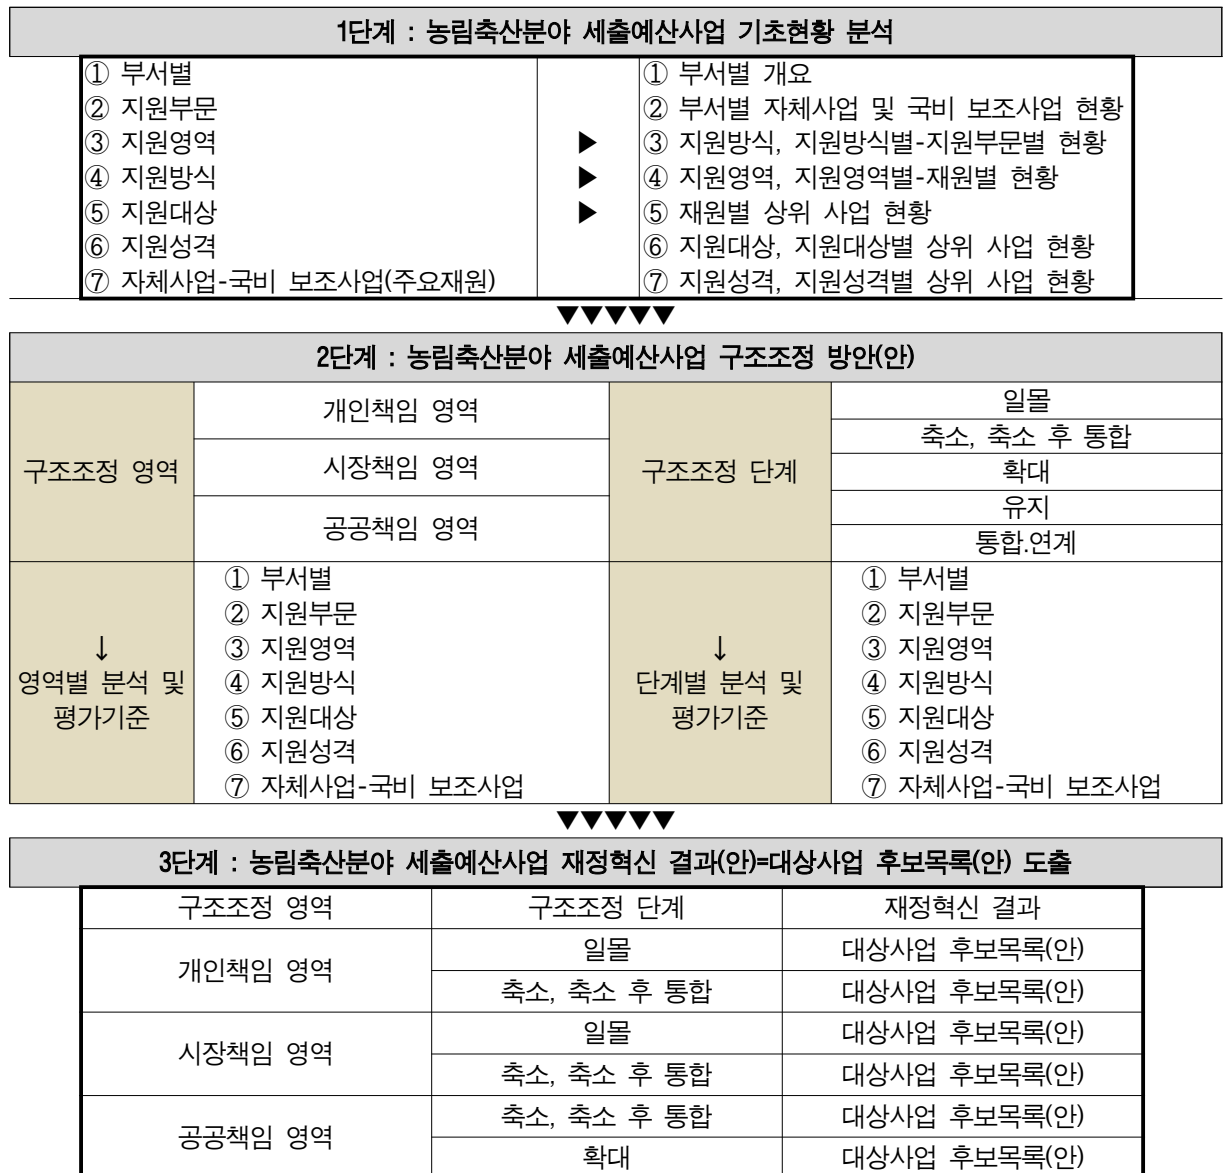 1단계 : 농림축산분야 세출예산사업 기초현황 분석
① 부서별
② 지원부문
③ 지원영역
④ 지원방식
⑤ 지원대상
⑥ 지원성격
⑦ 자체사업-국비 보조사업(주요재원)
▶
▶
▶
① 부서별 개요
② 부서별 자체사업 및 국비 보조사업 현황
③ 지원방식, 지원방식별-지원부문별 현황
④ 지원영역, 지원영역별-재원별 현황
⑤ 재원별 상위 사업 현황
⑥ 지원대상, 지원대상별 상위 사업 현황
⑦ 지원성격, 지원성격별 상위 사업 현황
▼▼▼▼▼
2단계 : 농림축산분야 세출예산사업 구조조정 방안(안)
구조조정 영역
개인책임 영역
시장책임 영역
공공책임 영역
구조조정 단계
일몰
축소, 축소 후 통합
확대
유지
통합.연계
↓
영역별 분석 및
평가기준
① 부서별
② 지원부문
③ 지원영역
④ 지원방식
⑤ 지원대상
⑥ 지원성격
⑦ 자체사업-국비 보조사업
↓
단계별 분석 및
평가기준
① 부서별
② 지원부문
③ 지원영역
④ 지원방식
⑤ 지원대상
⑥ 지원성격
⑦ 자체사업-국비 보조사업
▼▼▼▼▼
3단계 : 농림축산분야 세출예산사업 재정혁신 결과(안)=대상사업 후보목록(안) 도출
구조조정 영역 구조조정 단계 재정혁신 결과
개인책임 영역
일몰 대상사업 후보목록(안)
축소, 축소 후 통합 대상사업 후보목록(안)
시장책임 영역
일몰 대상사업 후보목록(안)
축소, 축소 후 통합 대상사업 후보목록(안)
공공책임 영역
축소, 축소 후 통합 대상사업 후보목록(안)
확대 대상사업 후보목록(안)